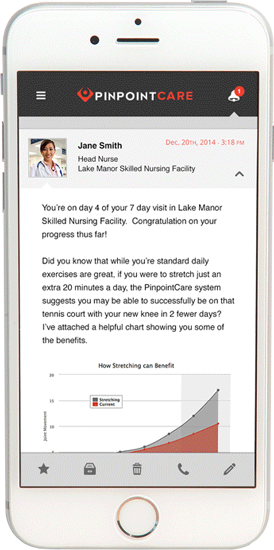 PINPOINTCARE
1
Jane Smith
Dec, 20TH, 2014 - 3:18 PM
Head Nurse
Lake Manor Skilled Nursing Facility
You're on day 4 of your 7 day visit in Lake Manor
Skilled Nursing Facility.  Congratulation on your
progress thus far!
Did you know that while you're standard daily
exercises are great, if you were to stretch just an
extra 20 minutes a day, the PinpointCare system
suggests you may be able to successfully be on that
tennis court with your new knee in 2 fewer days?
I've attached a helpful chart showing you some of
the benefits.
How Stretching can Benefit
20
Stretching
Current
15
Joint Movement
10
5